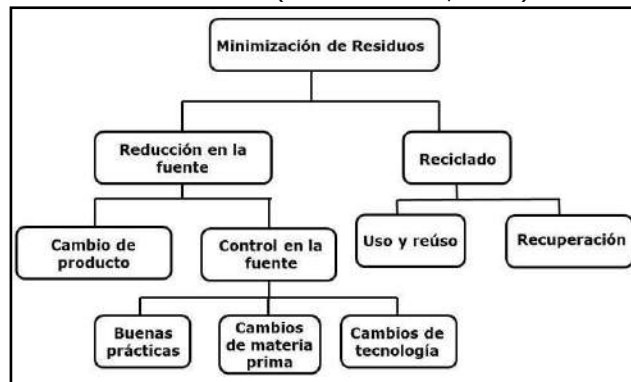 Minimización de Residuos
Reducción en la
fuente
Reciclado
Cambio de
producto
Control en la
fuente
Uso y reúso
Recuperación
Buenas
prácticas
Cambios
de materia
prima
Cambios de
tecnología